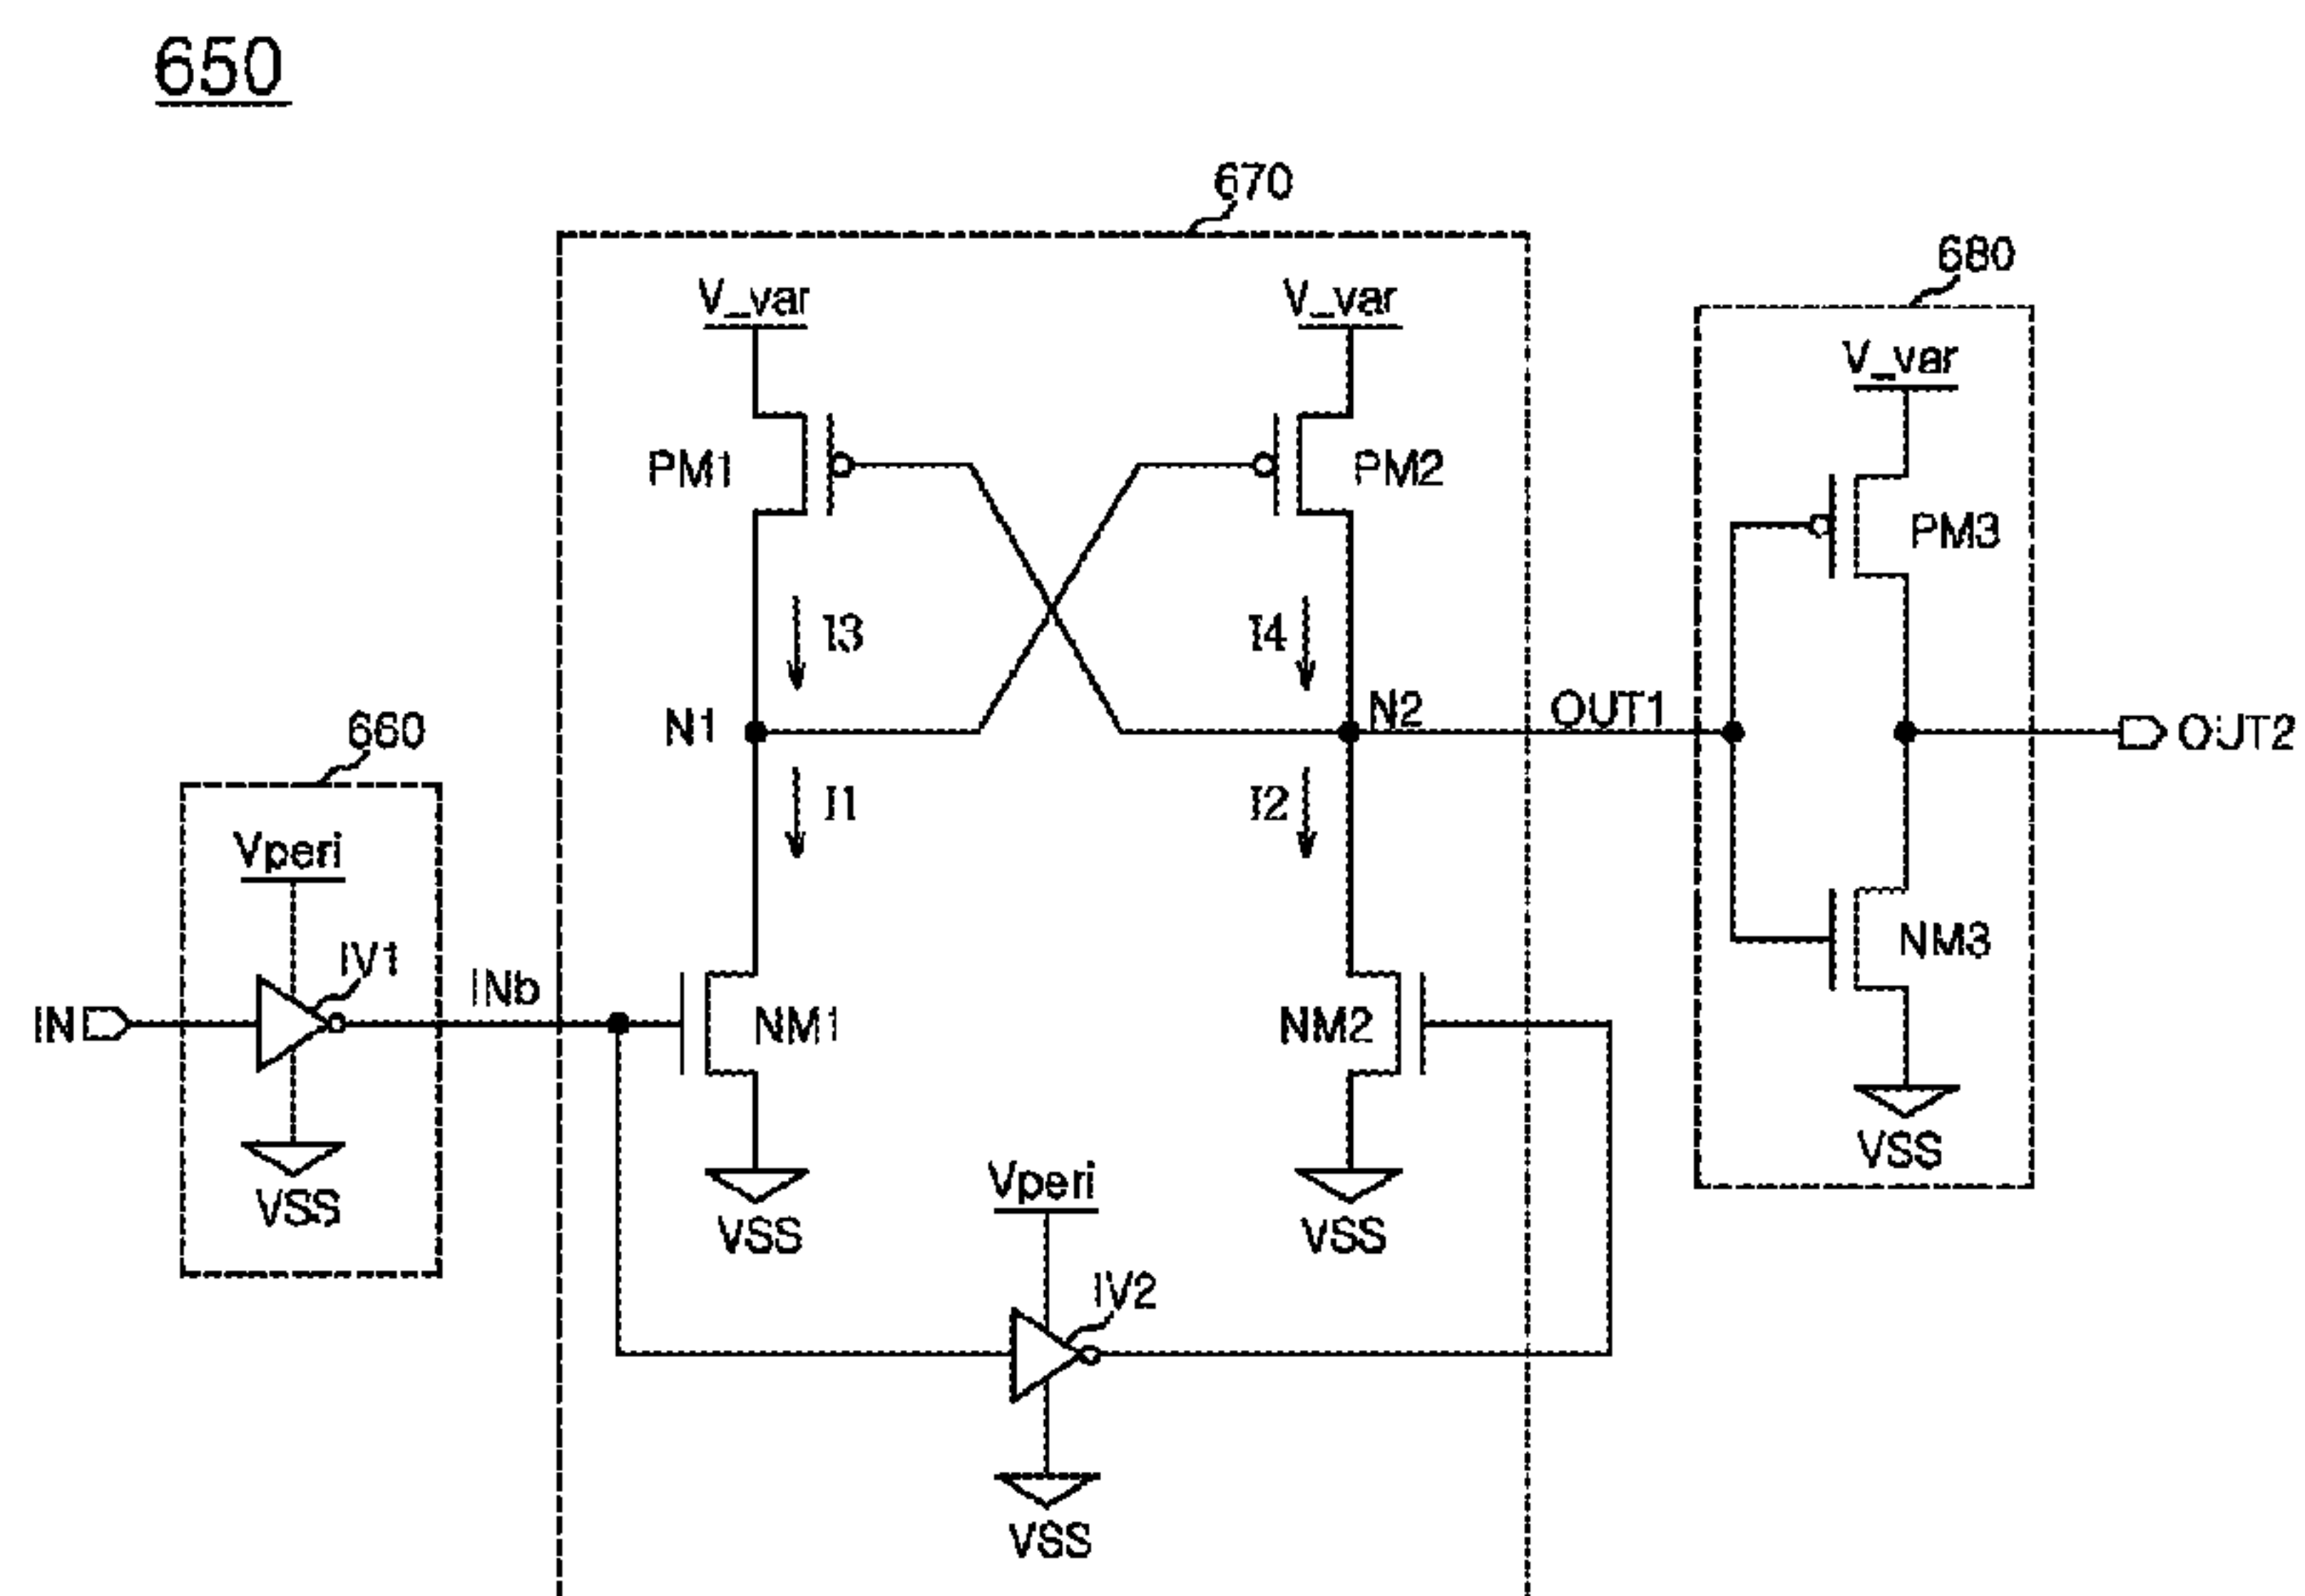 650
670
680
V_var
V_var
V_var
PM1
PM2
PM3
I3
I4
N1
N2
OUT1
OUT2
660
I1
I2
Vperi
IV1
INb
IN
NM1
NM2
NM3
VSS
VSS
Vperi
VSS
VSS
IV2
VSS